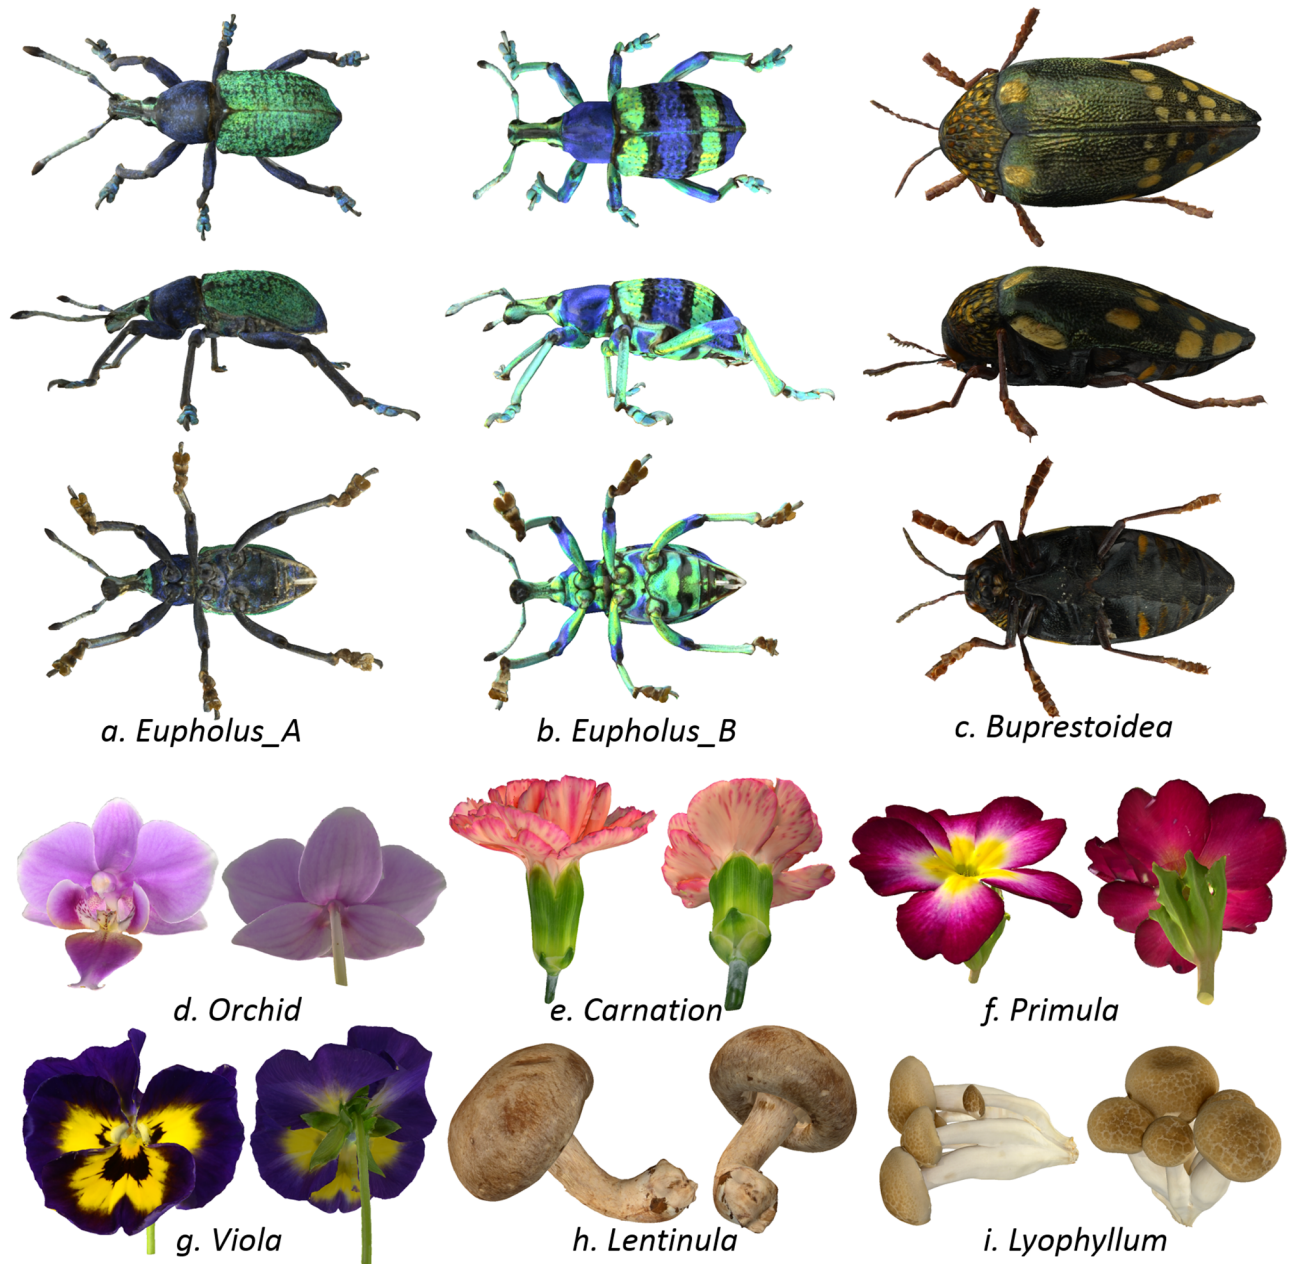 a. Eupholus_A
b. Eupholus_B
c. Buprestoidea
d. Orchid
e. Carnation
f. Primula
g. Viola
h. Lentinula
i. Lyophyllum